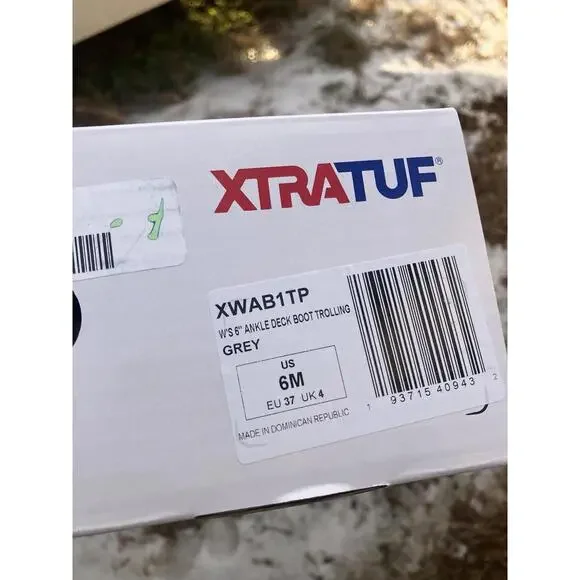 XTRATUF®
XWAB1TP
W'S 6" ANKLE DECK BOOT TROLLING
GREY
US
6M
EU 37 UK 4
MADE IN DOMINICAN REPUBLIC
1 93715 40943 2